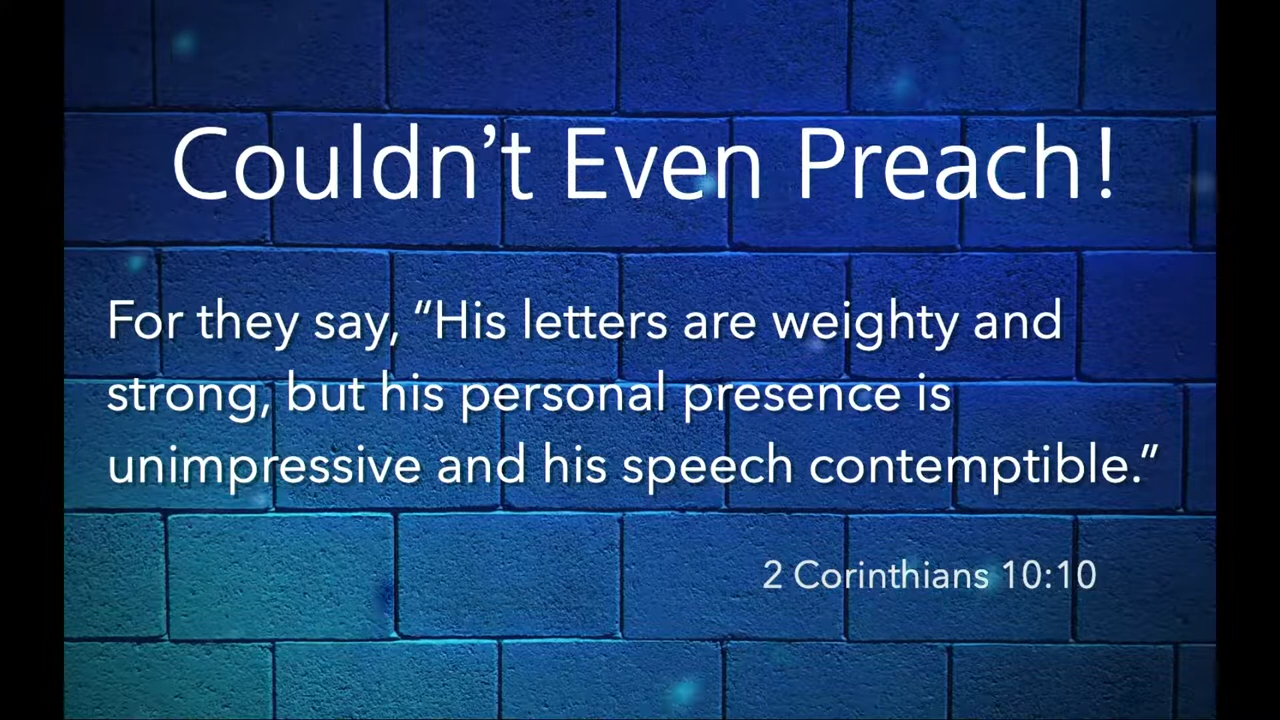 Couldn’t Even Preach!
For they say, “His letters are weighty and
strong, but his personal presence is
unimpressive and his speech contemptible.”
2 Corinthians 10:10